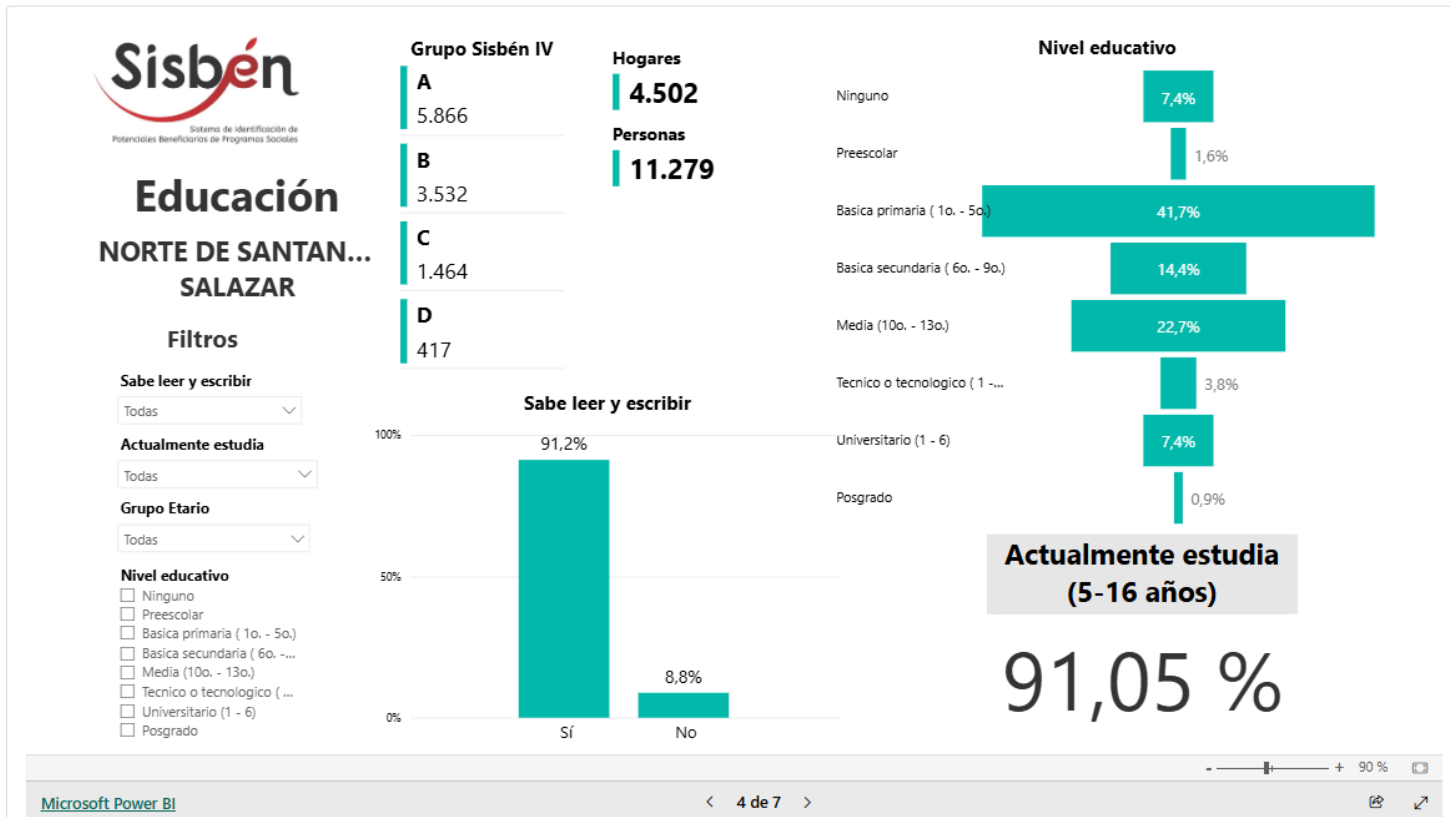 Sisbén
Sistema de Identificación de
Potenciales Beneficiarios de Programas Sociales
Educación
NORTE DE SANTAN...
SALAZAR
Filtros
Sabe leer y escribir
Todas
Actualmente estudia
Todas
Grupo Etario
Todas
Nivel educativo
Ninguno
Preescolar
Basica primaria ( 1o. - 5o.)
Basica secundaria ( 6o. -...
Media (10o. - 13o.)
Tecnico o tecnologico ( ...
Universitario (1 - 6)
Posgrado
Grupo Sisbén IV
A
5.866
B
3.532
C
1.464
D
417
Hogares
4.502
Personas
11.279
Sabe leer y escribir
100%
50%
0%
91,2%
8,8%
Sí
No
Nivel educativo
Ninguno
7,4%
Preescolar
1,6%
Basica primaria ( 1o. - 5o.)
41,7%
Basica secundaria ( 6o. - 9o.)
14,4%
Media (10o. - 13o.)
22,7%
Tecnico o tecnologico ( 1 -...
3,8%
Universitario (1 - 6)
7,4%
Posgrado
0,9%
Actualmente estudia
(5-16 años)
91,05 %
- + 90 %
Microsoft Power BI
< 4 de 7 >